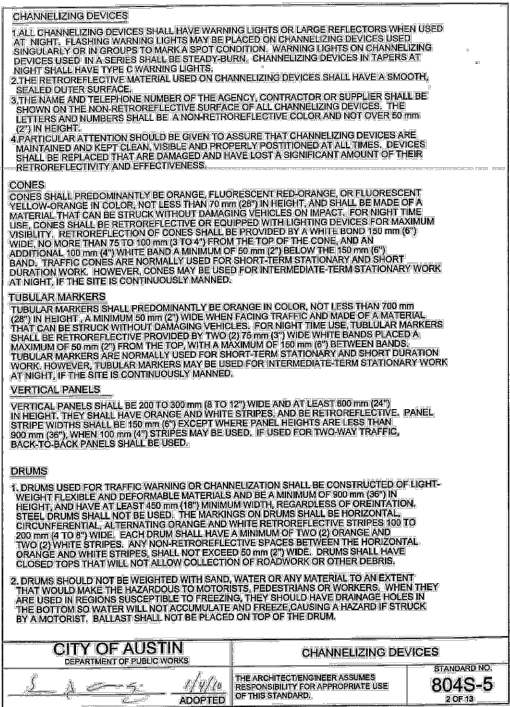 CHANNELIZING DEVICES
1.ALL CHANNELIZING DEVICES SHALL HAVE WARNING LIGHTS OR LARGE REFLECTORS WHEN USED
AT NIGHT. FLASHING WARNING LIGHTS MAY BE PLACED ON CHANNELIZING DEVICES USED
SINGULARLY OR IN GROUPS TO MARK A SPOT CONDITION. WARNING LIGHTS ON CHANNELIZING
DEVICES USED IN A SERIES SHALL BE STEADY-BURN. CHANNELIZING DEVICES IN TAPERS AT
NIGHT SHALL HAVE TYPE C WARNING LIGHTS.
2.THE RETROREFLECTIVE MATERIAL USED ON CHANNELIZING DEVICES SHALL HAVE A SMOOTH,
SEALED OUTER SURFACE.
3.THE NAME AND TELEPHONE NUMBER OF THE AGENCY, CONTRACTOR OR SUPPLIER SHALL BE
SHOWN ON THE NON-REFLECTIVE SURFACE OF ALL CHANNELIZING DEVICES. THE
LETTERS AND NUMBERS SHALL BE A NON-RETROREFLECTIVE COLOR AND NOT OVER 50 mm
(2") IN HEIGHT.
4.PARTICULAR ATTENTION SHOULD BE GIVEN TO ASSURE THAT CHANNELIZING DEVICES ARE
MAINTAINED AND KEPT CLEAN, VISIBLE AND PROPERLY POSTITIONED AT ALL TIMES. DEVICES
SHALL BE REPLACED THAT ARE DAMAGED AND HAVE LOST A SIGNIFICANT AMOUNT OF THEIR
RETROREFLECTIVITY AND EFFECTIVENESS.
CONES
CONES SHALL PREDOMINANTLY BE ORANGE, FLUORESCENT RED-ORANGE, OR FLUORESCENT
YELLOW-ORANGE IN COLOR, NOT LESS THAN 70 mm (28") IN HEIGHT, AND SHALL BE MADE OF A
MATERIAL THAT CAN BE STRUCK WITHOUT DAMAGING VEHICLES ON IMPACT. FOR NIGHT TIME
USE, CONES SHALL BE RETROREFLECTIVE OR EQUIPPED WITH LIGHTING DEVICES FOR MAXIMUM
VISIBLITY. RETROREFLECTION OF CONES SHALL BE PROVIDED BY A WHITE BOND 150 mm (6")
WIDE, NO MORE THAN 75 TO 100 mm (3 TO 4") FROM THE TOP OF THE CONE, AND AN
ADDITIONAL 100 mm (4") WHITE BAND A MINIMUM OF 50 mm (2") BELOW THE 150 mm (6")
BAND. TRAFFIC CONES ARE NORMALLY USED FOR SHORT-TERM STATIONARY AND SHORT
DURATION WORK. HOWEVER, CONES MAY BE USED FOR INTERMEDIATE-TERM STATIONARY WORK
AT NIGHT, IF THE SITE IS CONTINUOUSLY MANNED.
TUBULAR MARKERS
TUBULAR MARKERS SHALL PREDOMINANTLY BE ORANGE IN COLOR, NOT LESS THAN 700 mm
(28") IN HEIGHT , A MINIMUM 50 mm (2") WIDE WHEN FACING TRAFFIC AND MADE OF A MATERIAL
THAT CAN BE STRUCK WITHOUT DAMAGING VEHICLES. FOR NIGHT TIME USE, TUBLULAR MARKERS
SHALL BE RETROREFLECTIVE PROVIDED BY TWO (2) 75 mm (3") WIDE WHITE BANDS PLACED A
MAXIMUM OF 50 mm (2") FROM THE TOP, WITH A MAXIMUM OF 150 mm (6") BETWEEN BANDS.
TUBULAR MARKERS ARE NORMALLY USED FOR SHORT-TERM STATIONARY AND SHORT DURATION
WORK. HOWEVER, TUBULAR MARKERS MAY BE USED FOR INTERMEDIATE-TERM STATIONARY WORK
AT NIGHT, IF THE SITE IS CONTINUOUSLY MANNED.
VERTICAL PANELS
VERTICAL PANELS SHALL BE 200 TO 300 mm (8 TO 12") WIDE AND AT LEAST 600 mm (24")
IN HEIGHT. THEY SHALL HAVE ORANGE AND WHITE STRIPES, AND BE RETROREFLECTIVE. PANEL
STRIPE WIDTHS SHALL BE 150 mm (6") EXCEPT WHERE PANEL HEIGHTS ARE LESS THAN
900 mm (36"), WHEN 100 mm (4") STRIPES MAY BE USED. IF USED FOR TWO-WAY TRAFFIC,
BACK-TO-BACK PANELS SHALL BE USED.
DRUMS
1. DRUMS USED FOR TRAFFIC WARNING OR CHANNELIZATION SHALL BE CONSTRUCTED OF LIGHT-
WEIGHT FLEXIBLE AND DEFORMABLE MATERIALS AND BE A MINIMUM OF 900 mm (36") IN
HEIGHT, AND HAVE AT LEAST 450 mm (18") MINIMUM WIDTH, REGARDLESS OF OREINTATION.
STEEL DRUMS SHALL NOT BE USED. THE MARKINGS ON DRUMS SHALL BE HORIZONTAL,
CIRCUNFERENTIAL, ALTERNATING ORANGE AND WHITE RETROREFLECTIVE STRIPES 100 TO
200 mm (4 TO 8") WIDE. EACH DRUM SHALL HAVE A MINIMUM OF TWO (2) ORANGE AND
TWO (2) WHITE STRIPES. ANY NON-REFLECTIVE SPACES BETWEEN THE HORIZONTAL
ORANGE AND WHITE STRIPES, SHALL NOT EXCEED 50 mm (2") WIDE. DRUMS SHALL HAVE
CLOSED TOPS THAT WILL NOT ALLOW COLLECTION OF ROADWORK OR OTHER DEBRIS.
2. DRUMS SHOULD NOT BE WEIGHTED WITH SAND, WATER OR ANY MATERIAL TO AN EXTENT
THAT WOULD MAKE THE HAZARDOUS TO MOTORISTS, PEDESTRIANS OR WORKERS. WHEN THEY
ARE USED IN REGIONS SUSCEPTIBLE TO FREEZING, THEY SHOULD HAVE DRAINAGE HOLES IN
THE BOTTOM SO WATER WILL NOT ACCUMULATE AND FREEZE,CAUSING A HAZARD IF STRUCK
BY A MOTORIST. BALLAST SHALL NOT BE PLACED ON TOP OF THE DRUM.
CITY OF AUSTIN
DEPARTMENT OF PUBLIC WORKS
ADOPTED
CHANNELIZING DEVICES
THE ARCHITECT/ENGINEER ASSUMES
RESPONSIBILITY FOR APPROPRIATE USE
OF THIS STANDARD.
STANDARD NO.
804S-5
2 OF 13